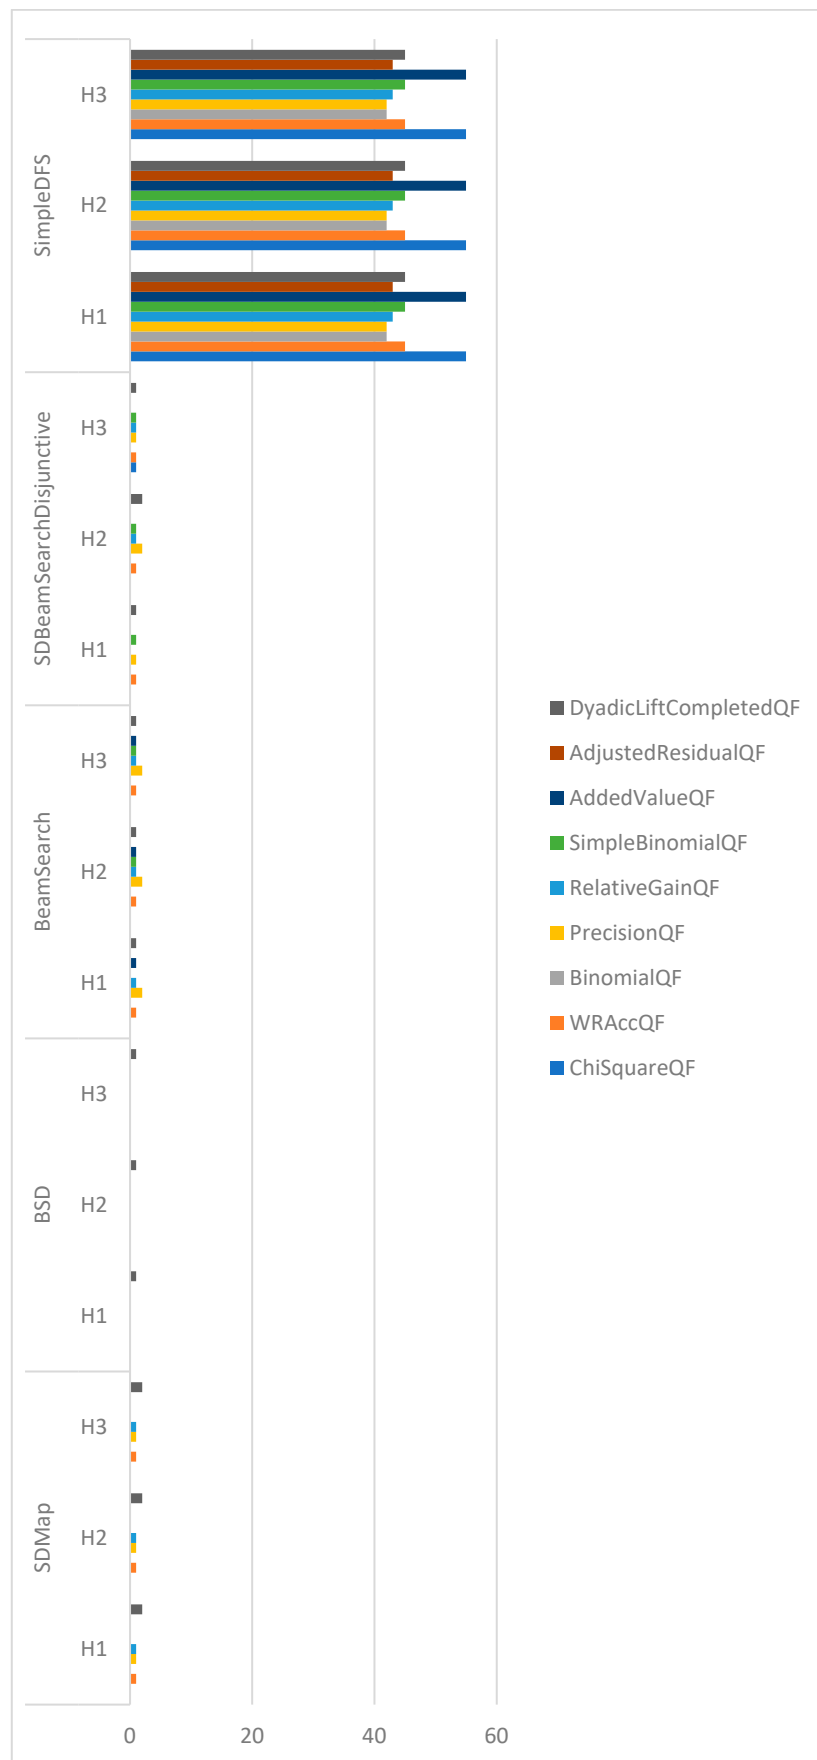 SimpleDFS
H3
H2
H1
SDBeamSearchDisjunctive
H3
H2
H1
BeamSearch
H3
H2
H1
BSD
H3
H2
H1
SDMap
H3
H2
H1
0 20 40 60
DyadicLiftCompletedQF
AdjustedResidualQF
AddedValueQF
SimpleBinomialQF
RelativeGainQF
PrecisionQF
BinomialQF
WRAccQF
ChiSquareQF